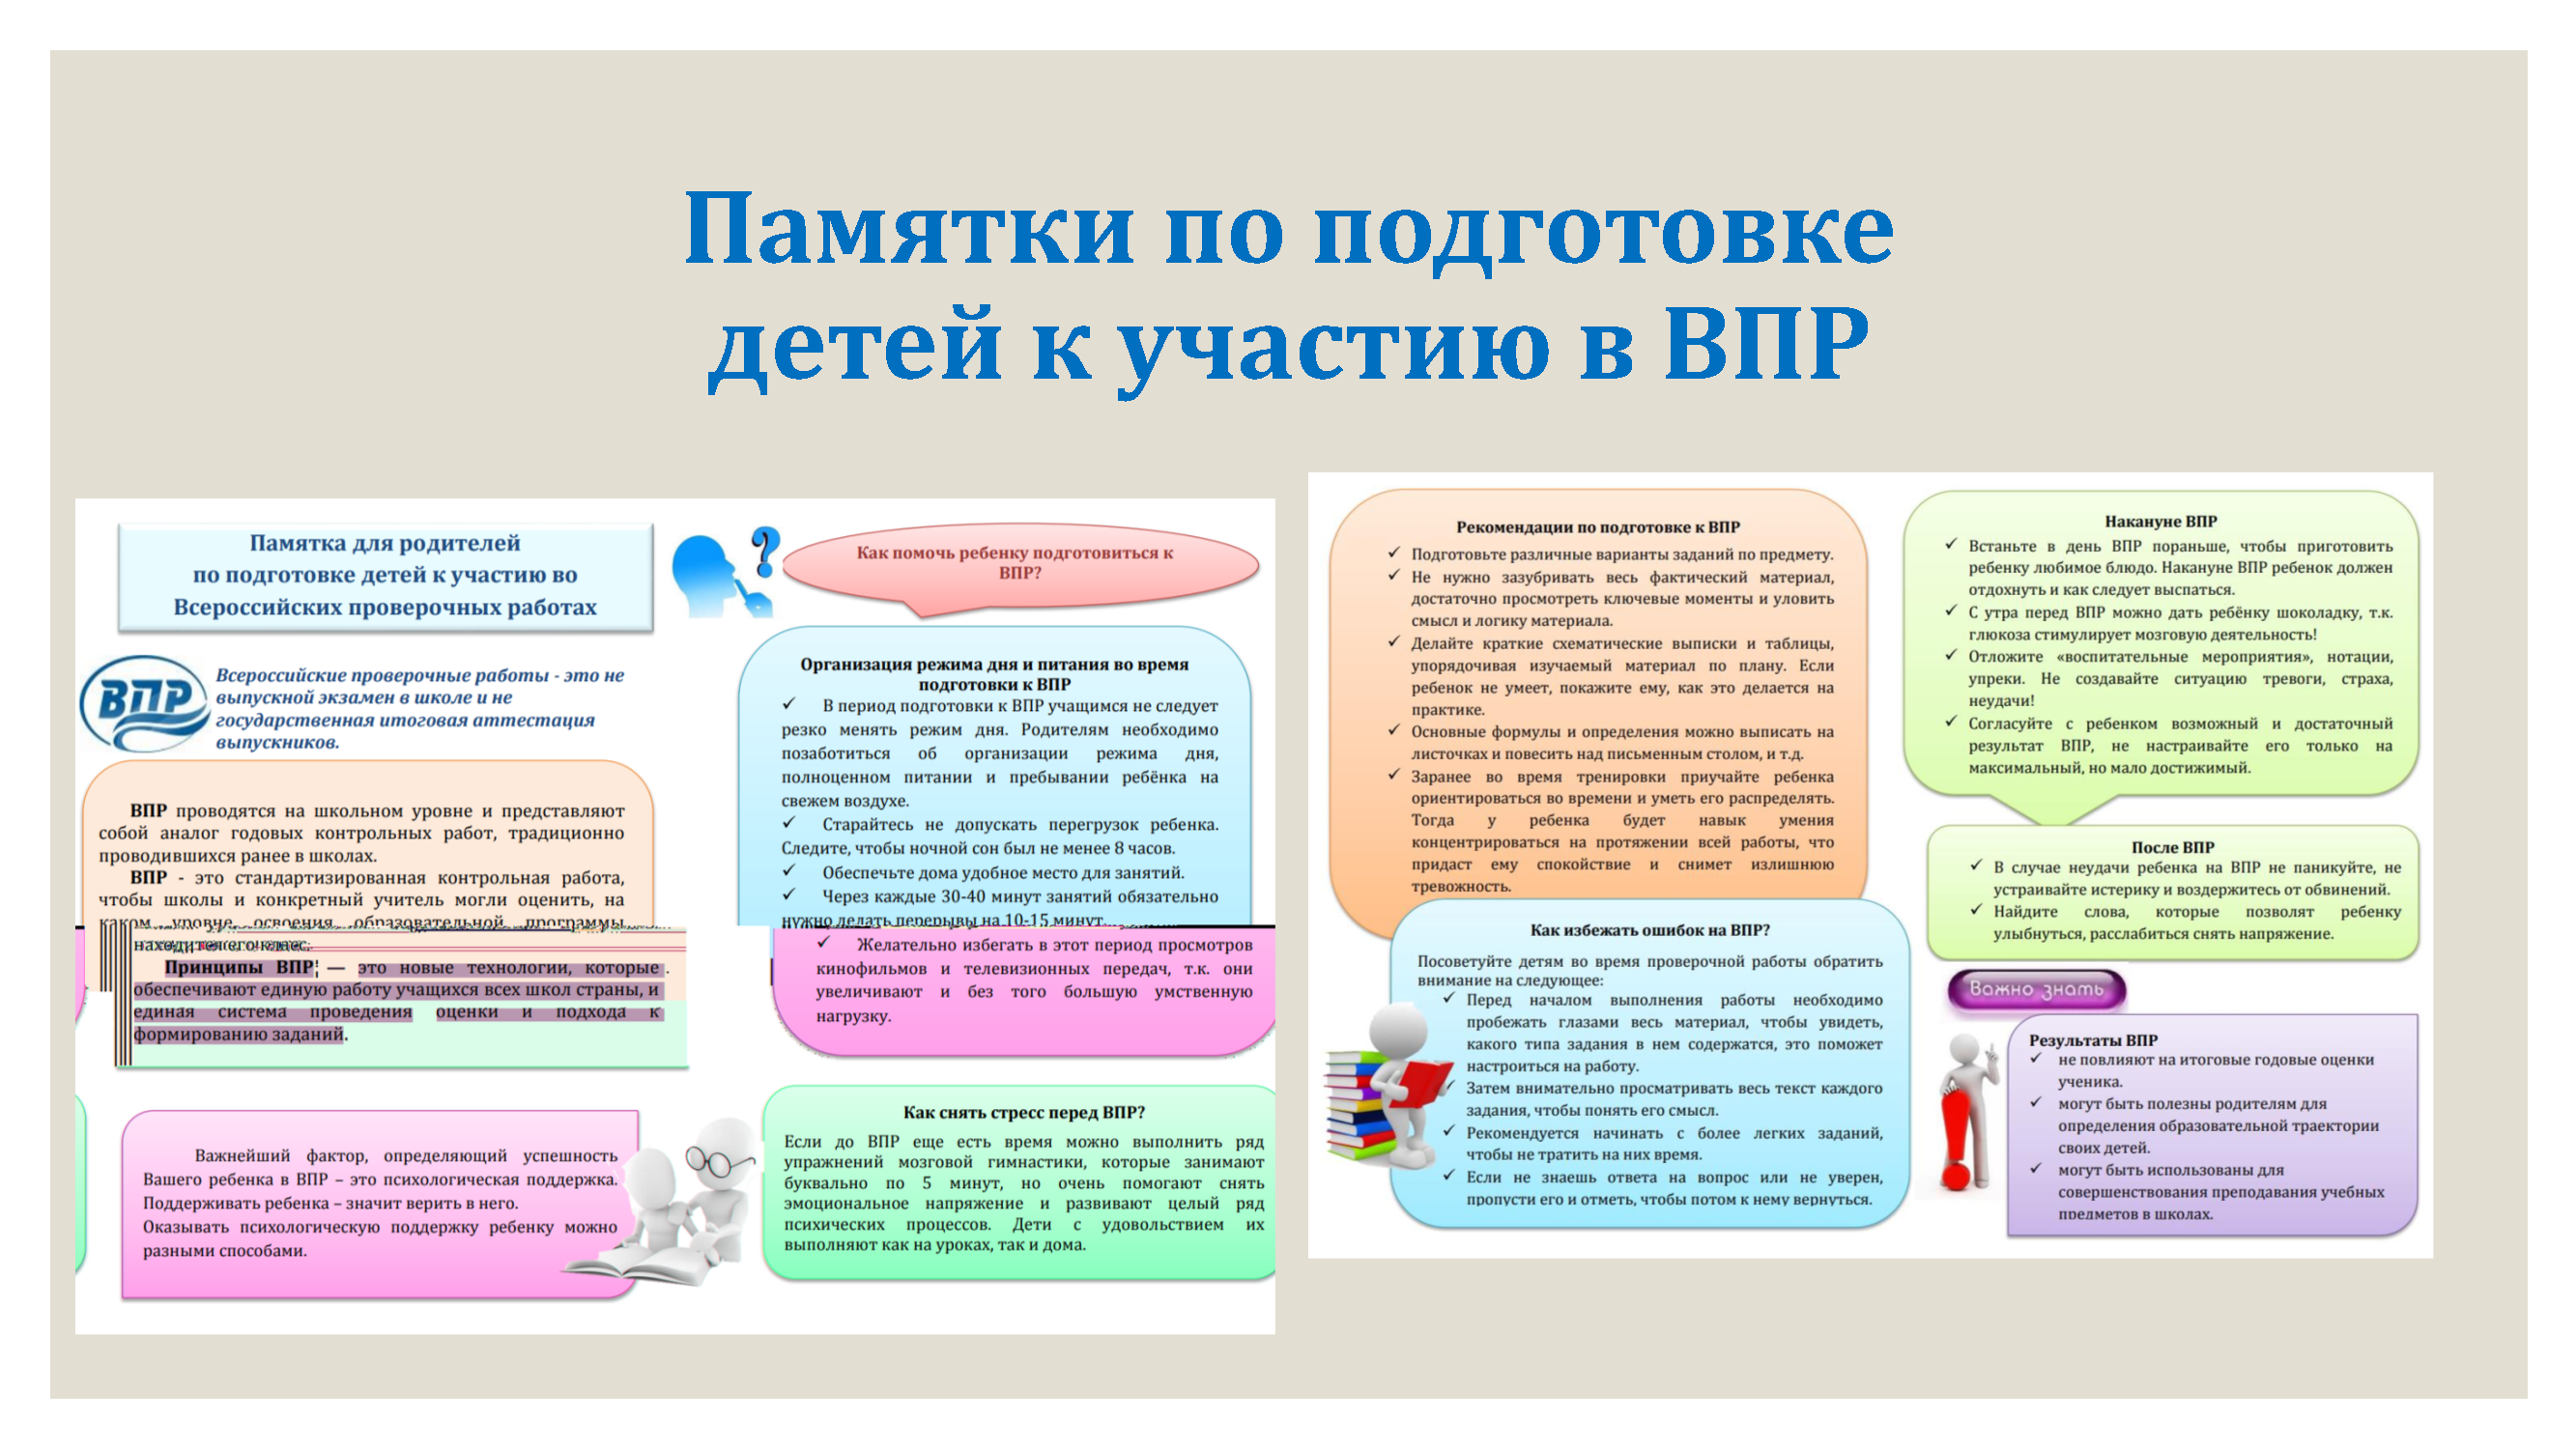 Памятки по подготовке
детей к участию в ВПР
Памятка для родителей
по подготовке детей к участию во
Всероссийских проверочных работах
ВПР
Всероссийские проверочные работы - это не
выпускной экзамен в школе и не
государственная итоговая аттестация
выпускников.
ВПР проводятся на школьном уровне и представляют
собой аналог годовых контрольных работ, традиционно
проводившихся ранее в школах.
ВПР - это стандартизированная контрольная работа,
чтобы школы и конкретный учитель могли оценить, на
каком уровне освоения образовательной программы
находится его класс.
Принципы ВПР — это новые технологии, которые
обеспечивают единую работу учащихся всех школ страны, и
единая система проведения оценки и подхода к
формированию заданий.
Важнейший фактор, определяющий успешность
Вашего ребенка в ВПР – это психологическая поддержка.
Поддерживать ребенка – значит верить в него.
Оказывать психологическую поддержку ребенку можно
разными способами.
Как помочь ребенку подготовиться к
ВПР?
Организация режима дня и питания во время
подготовки к ВПР
✓ В период подготовки к ВПР учащимся не следует
резко менять режим дня. Родителям необходимо
позаботиться об организации режима дня,
полноценном питании и пребывании ребёнка на
свежем воздухе.
✓ Старайтесь не допускать перегрузок ребенка.
Следите, чтобы ночной сон был не менее 8 часов.
✓ Обеспечьте дома удобное место для занятий.
✓ Через каждые 30-40 минут занятий обязательно
нужно делать перерывы на 10-15 минут.
✓ Желательно избегать в этот период просмотров
кинофильмов и телевизионных передач, т.к. они
увеличивают и без того большую умственную
нагрузку.
Как снять стресс перед ВПР?
Если до ВПР еще есть время можно выполнить ряд
упражнений мозговой гимнастики, которые занимают
буквально по 5 минут, но очень помогают снять
эмоциональное напряжение и развивают целый ряд
психических процессов. Дети с удовольствием их
выполняют как на уроках, так и дома.
Рекомендации по подготовке к ВПР
✓ Подготовьте различные варианты заданий по предмету.
✓ Не нужно зазубривать весь фактический материал,
достаточно просмотреть ключевые моменты и уловить
смысл и логику материала.
✓ Делайте краткие схематические выписки и таблицы,
упорядочивая изучаемый материал по плану. Если
ребенок не умеет, покажите ему, как это делается на
практике.
✓ Основные формулы и определения можно выписать на
листочках и повесить над письменным столом, и т.д.
✓ Заранее во время тренировки приучайте ребенка
ориентироваться во времени и уметь его распределять.
Тогда у ребенка будет навык умения
концентрироваться на протяжении всей работы, что
придаст ему спокойствие и снимет излишнюю
тревожность.
Как избежать ошибок на ВПР?
Посоветуйте детям во время проверочной работы обратить
внимание на следующее:
✓ Перед началом выполнения работы необходимо
пробежать глазами весь материал, чтобы увидеть,
какого типа задания в нем содержатся, это поможет
настроиться на работу.
✓ Затем внимательно просматривать весь текст каждого
задания, чтобы понять его смысл.
✓ Рекомендуется начинать с более легких заданий,
чтобы не тратить на них время.
✓ Если не знаешь ответа на вопрос или не уверен,
пропусти его и отметь, чтобы потом к нему вернуться.
Накануне ВПР
✓ Встаньте в день ВПР пораньше, чтобы приготовить
ребенку любимое блюдо. Накануне ВПР ребенок должен
отдохнуть и как следует выспаться.
✓ С утра перед ВПР можно дать ребёнку шоколадку, т.к.
глюкоза стимулирует мозговую деятельность!
✓ Отложите «воспитательные мероприятия», нотации,
упреки. Не создавайте ситуацию тревоги, страха,
неудачи!
✓ Согласуйте с ребенком возможный и достаточный
результат ВПР, не настраивайте его только на
максимальный, но мало достижимый.
После ВПР
✓ В случае неудачи ребенка на ВПР не паникуйте, не
устраивайте истерику и воздержитесь от обвинений.
✓ Найдите слова, которые позволят ребенку
улыбнуться, расслабиться снять напряжение.
Важно знать
Результаты ВПР
✓ не повлияют на итоговые годовые оценки
ученика.
✓ могут быть полезны родителям для
определения образовательной траектории
своих детей.
✓ могут быть использованы для
совершенствования преподавания учебных
предметов в школах.